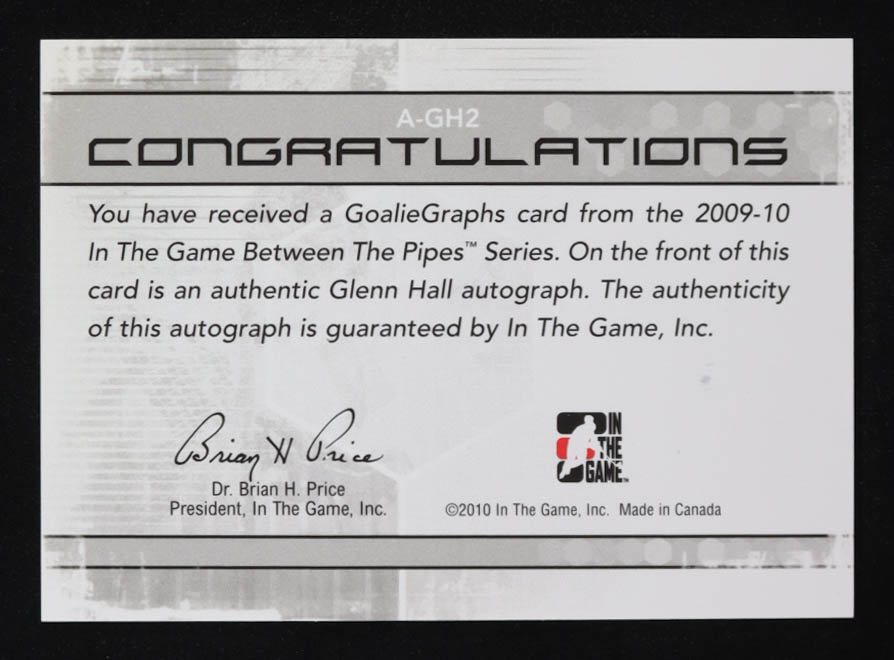 A-GH2
CONGRATULATIONS
You have received a GoalieGraphs card from the 2009-10
In The Game Between The Pipes™ Series. On the front of this
card is an authentic Glenn Hall autograph. The authenticity
of this autograph is guaranteed by In The Game, Inc.
Brian H Price
Dr. Brian H. Price
President, In The Game, Inc.
IN
THE
GAME™
©2010 In The Game, Inc. Made in Canada